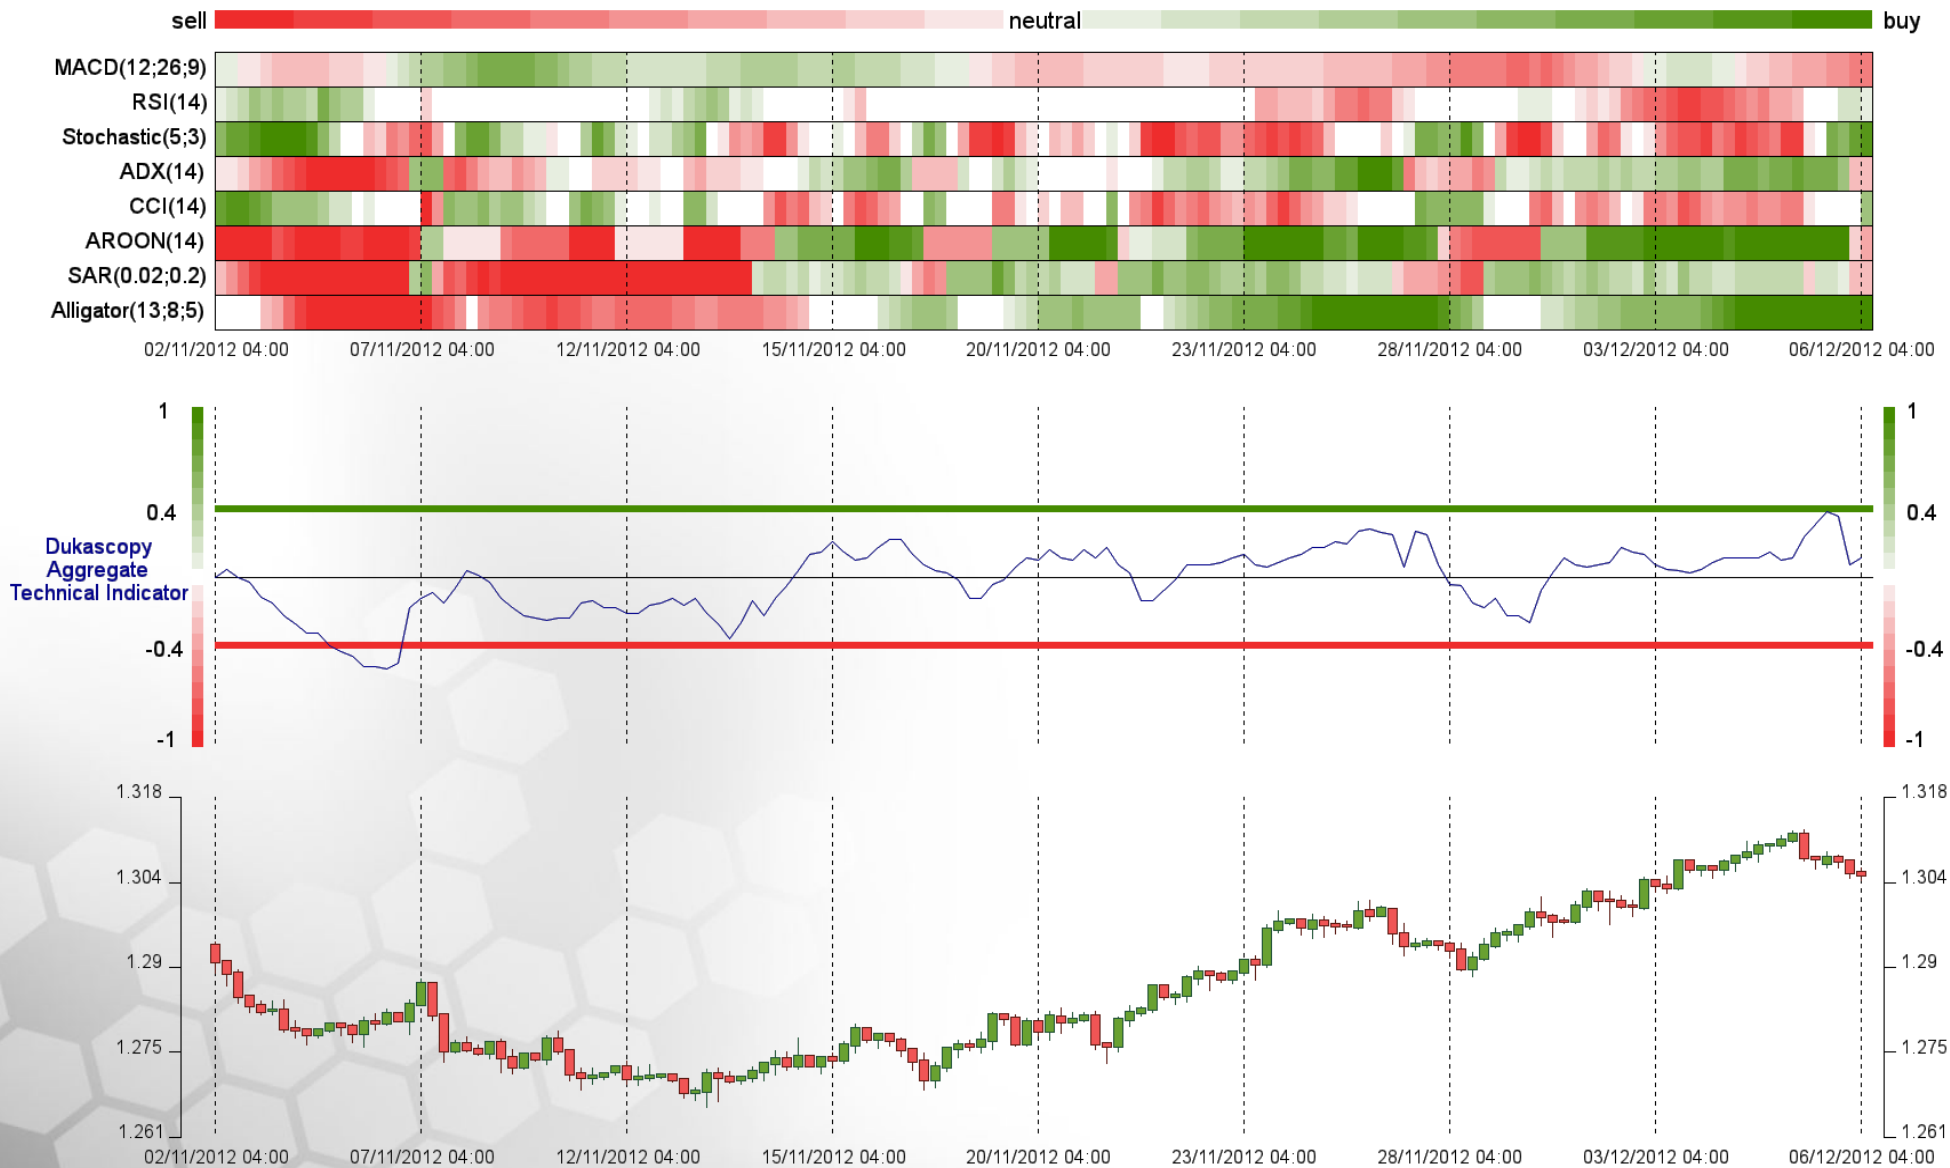 sell neutral buy
MACD(12;26;9)
RSI(14)
Stochastic(5;3)
ADX(14)
CCI(14)
AROON(14)
SAR(0.02;0.2)
Alligator(13;8;5)
02/11/2012 04:00 07/11/2012 04:00 12/11/2012 04:00 15/11/2012 04:00 20/11/2012 04:00 23/11/2012 04:00 28/11/2012 04:00 03/12/2012 04:00 06/12/2012 04:00
1 1
0.4 0.4
Dukascopy
Aggregate
Technical Indicator
-0.4 -0.4
-1 -1
1.318 1.318
1.304 1.304
1.29 1.29
1.275 1.275
1.261 1.261
02/11/2012 04:00 07/11/2012 04:00 12/11/2012 04:00 15/11/2012 04:00 20/11/2012 04:00 23/11/2012 04:00 28/11/2012 04:00 03/12/2012 04:00 06/12/2012 04:00